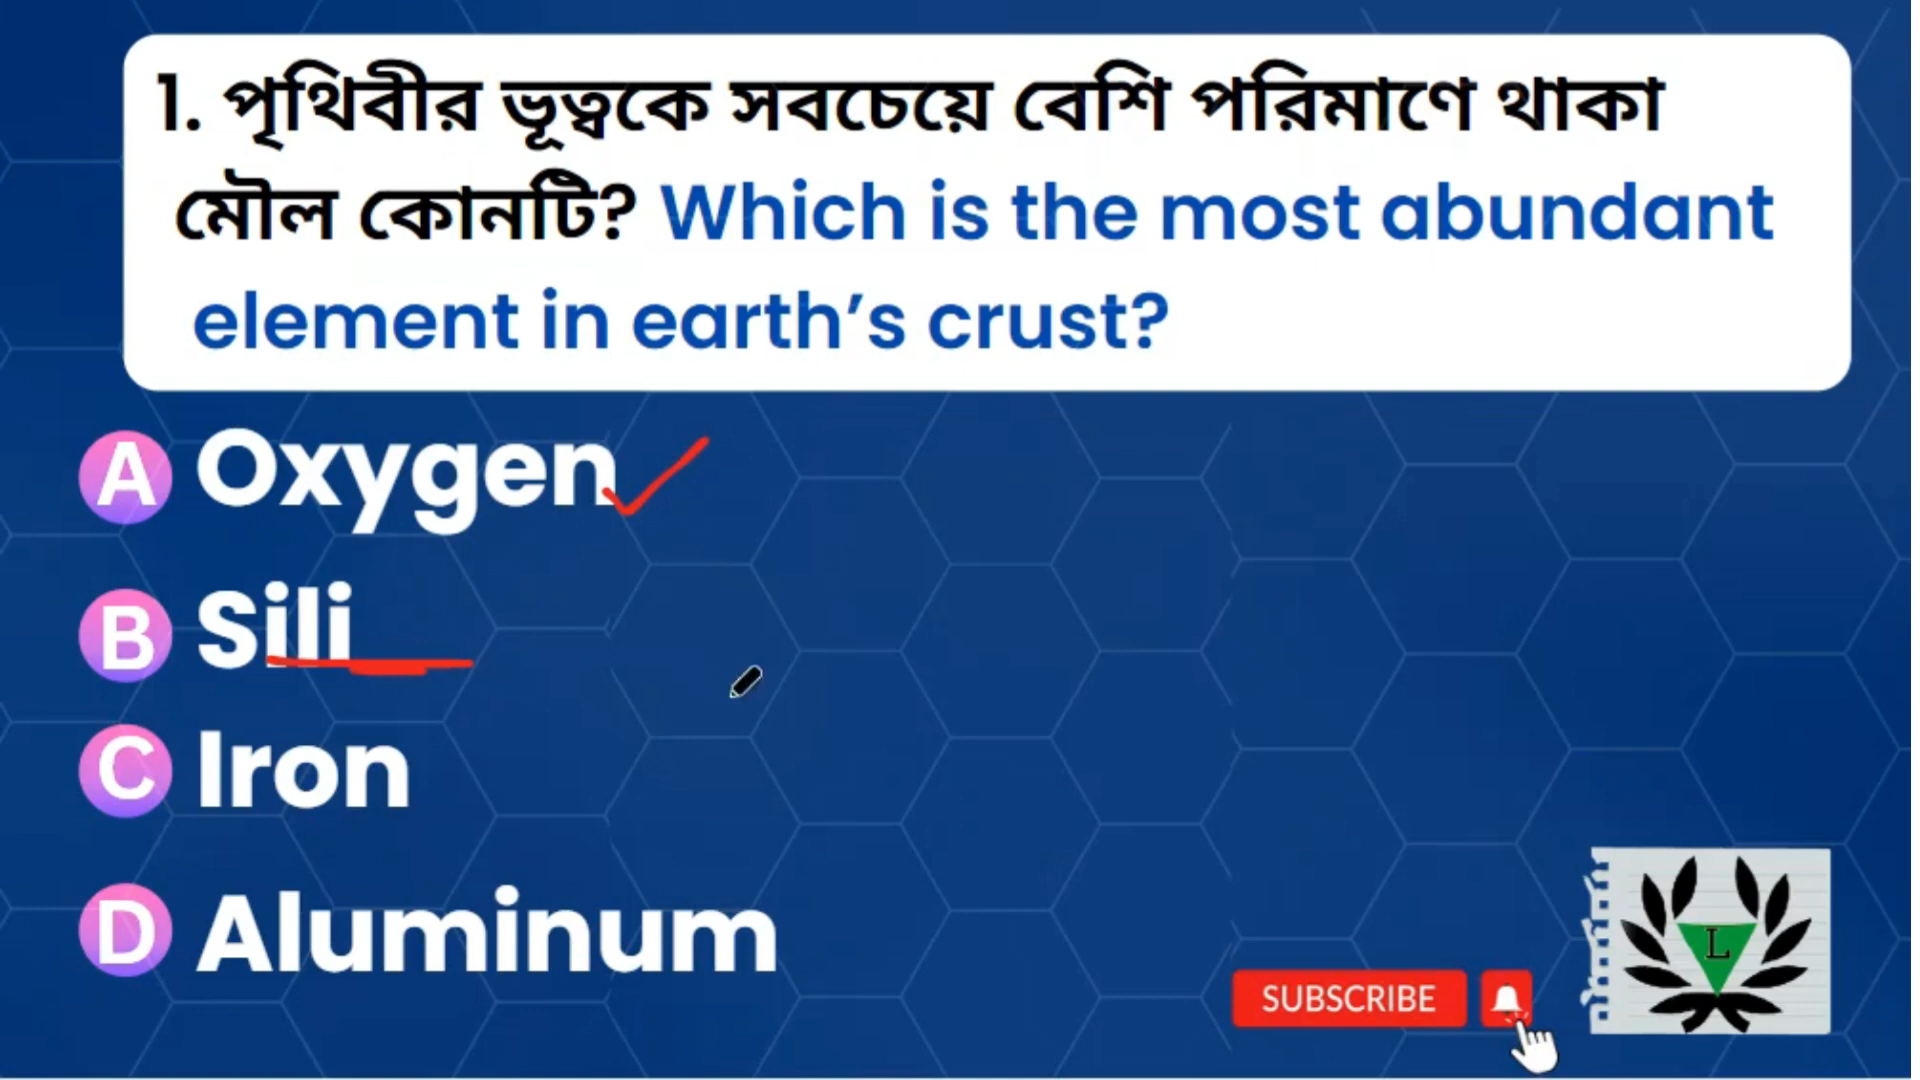 1. পৃথিবীর ভূত্বকে সবচেয়ে বেশি পরিমাণে থাকা
মৌল কোনটি? Which is the most abundant
element in earth’s crust?
A Oxygen
B Sili
C Iron
D Aluminum
SUBSCRIBE
L